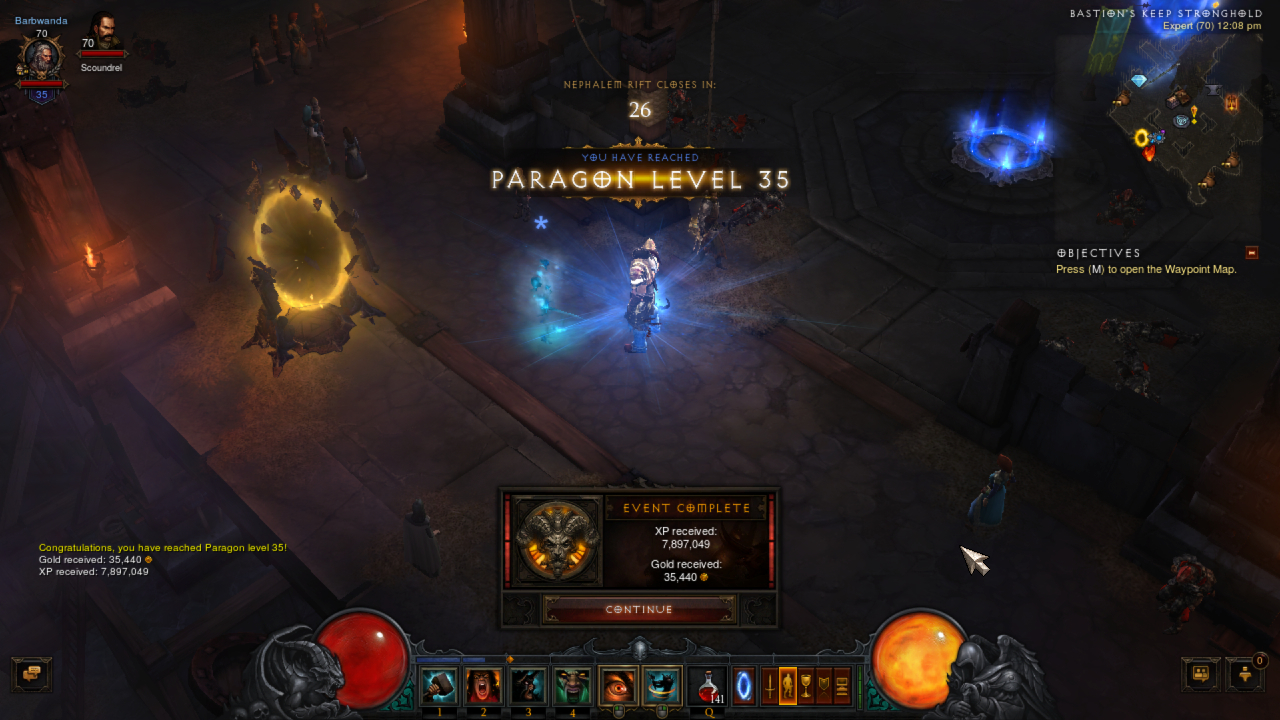 Barbwanda
70
35
70
Scoundrel
NEPHALEM RIFT CLOSES IN:
26
YOU HAVE REACHED
PARAGON LEVEL 35
BASTION'S KEEP STRONGHOLD
Expert (70) 12:08 pm
OBJECTIVES
Press (M) to open the Waypoint Map.
EVENT COMPLETE
XP received:
7,897,049
Gold received:
35,440
CONTINUE
Congratulations, you have reached Paragon level 35!
Gold received: 35,440
XP received: 7,897,049
141
1 2 3 4 Q
0